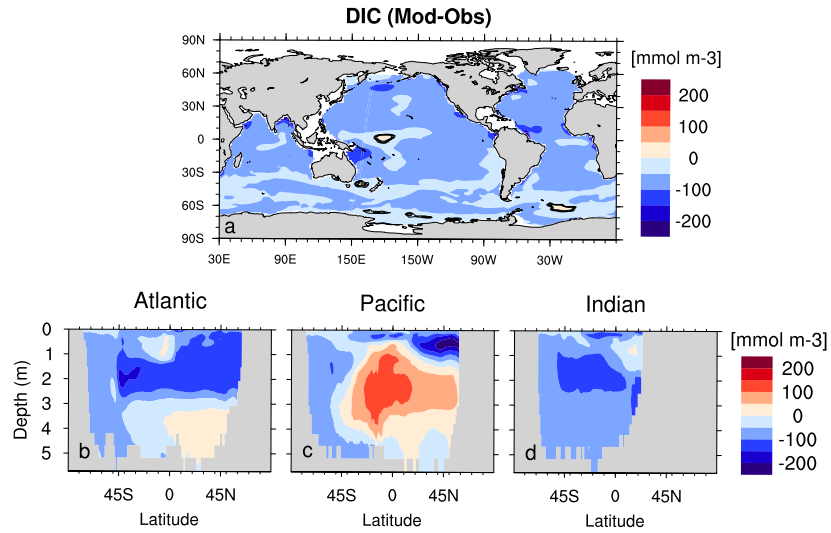 DIC (Mod-Obs)
[mmol m-3]
90N
60N
30N
0
30S
60S
90S
a
30E 90E 150E 150W 90W 30W
200
100
0
-100
-200
Atlantic Pacific Indian
[mmol m-3]
Depth (m)
0
1
2
3
4
5
b c d
200
100
0
-100
-200
45S 0 45N 45S 0 45N 45S 0 45N
Latitude Latitude Latitude